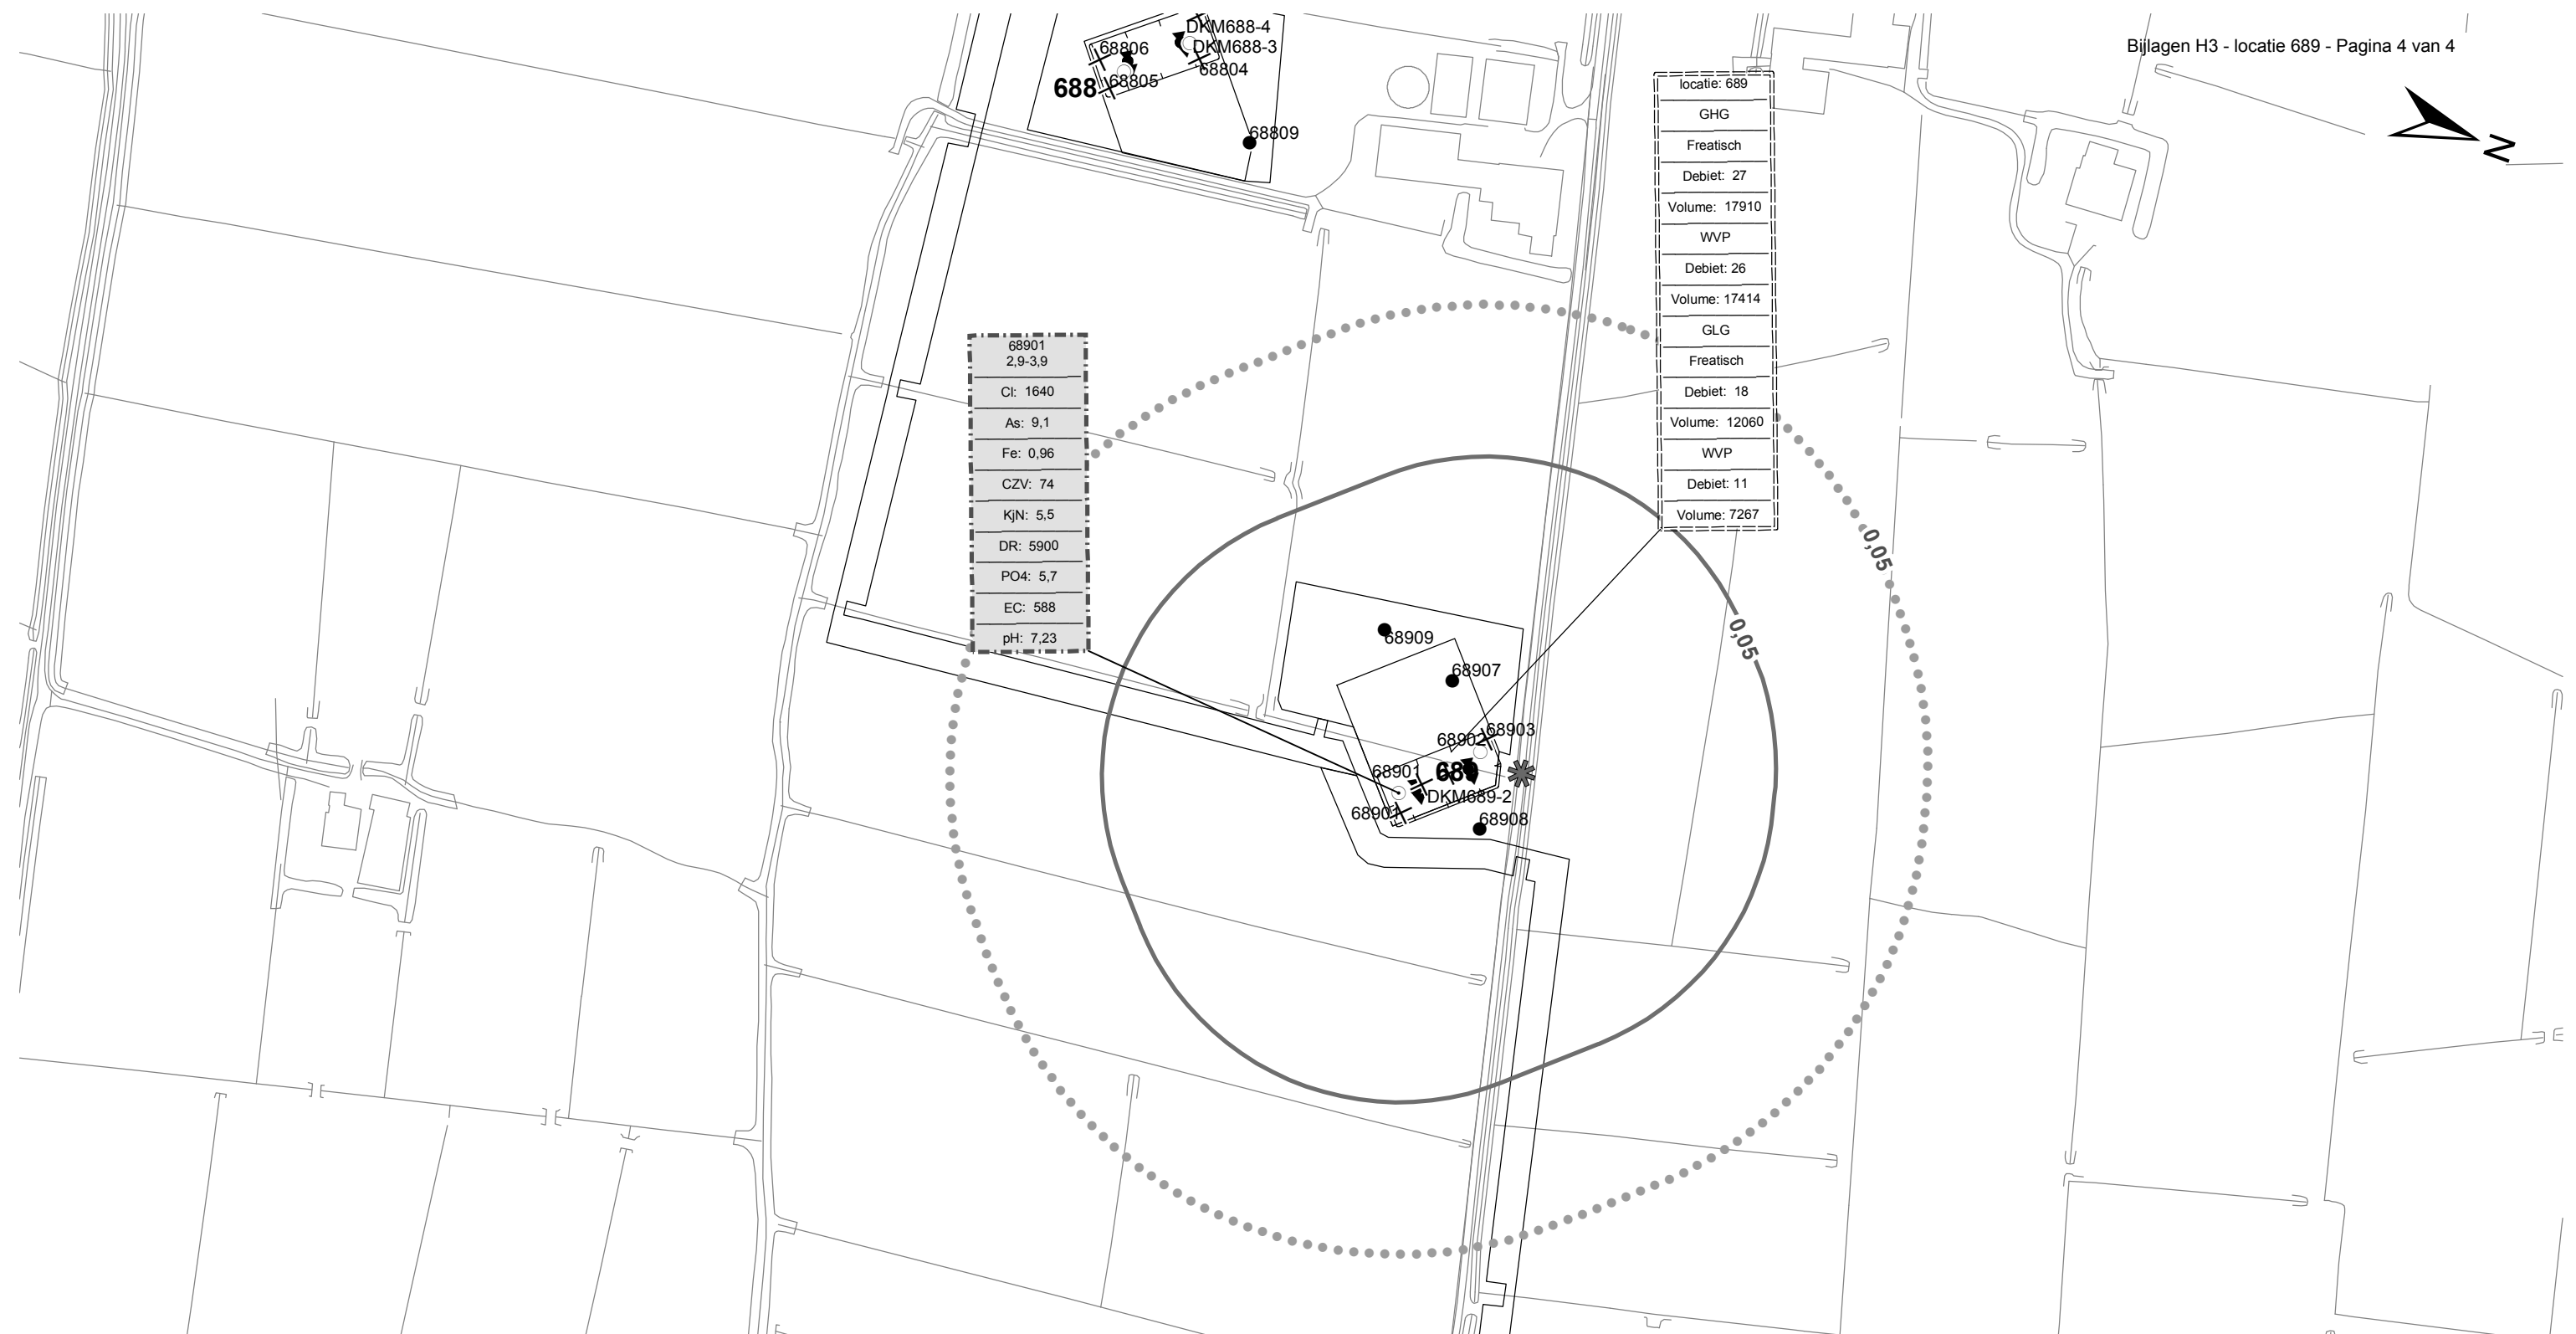 Bijlagen H3 - locatie 689 - Pagina 4 van 4
DKM688-4
68806
DKM688-3
68804
68805
688
68809
N
locatie: 689
GHG
Freatisch
Debiet: 27
Volume: 17910
WVP
Debiet: 26
Volume: 17414
GLG
Freatisch
Debiet: 18
Volume: 12060
WVP
Debiet: 11
Volume: 7267
68901
2,9-3,9
Cl: 1640
As: 9,1
Fe: 0,96
CZV: 74
KjN: 5,5
DR: 5900
PO4: 5,7
EC: 588
pH: 7,23
0,05
0,05
68909
68907
68903
68902
68901
689
DKM689-2
68901
68908